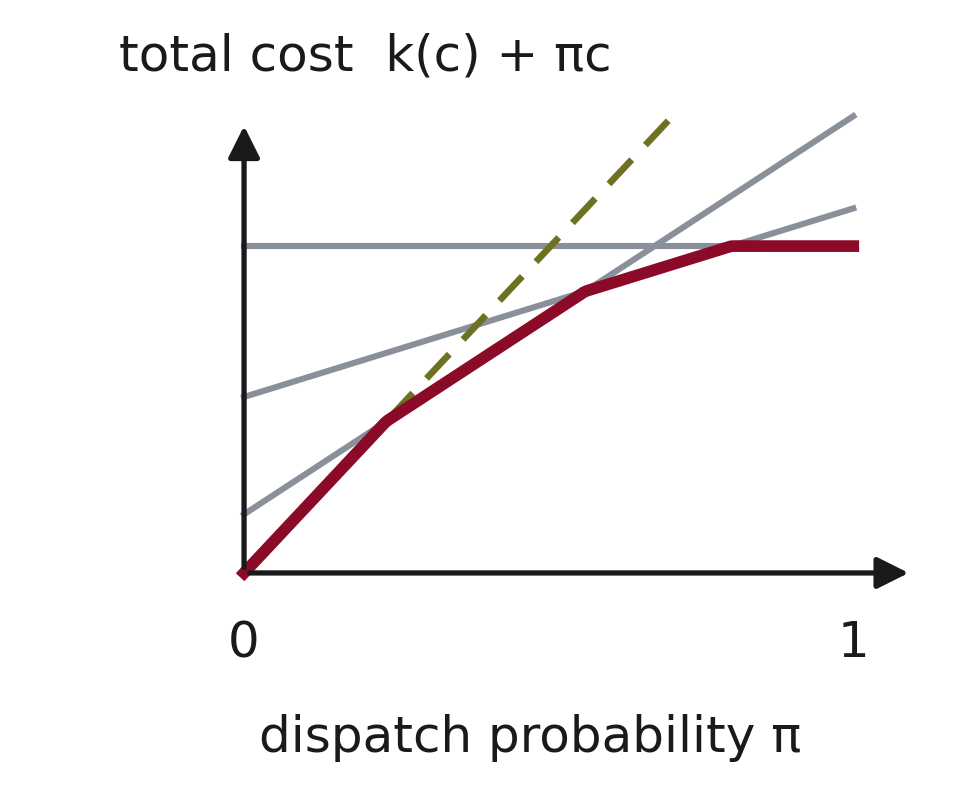 total cost  k(c) + πc
0
1
dispatch probability π